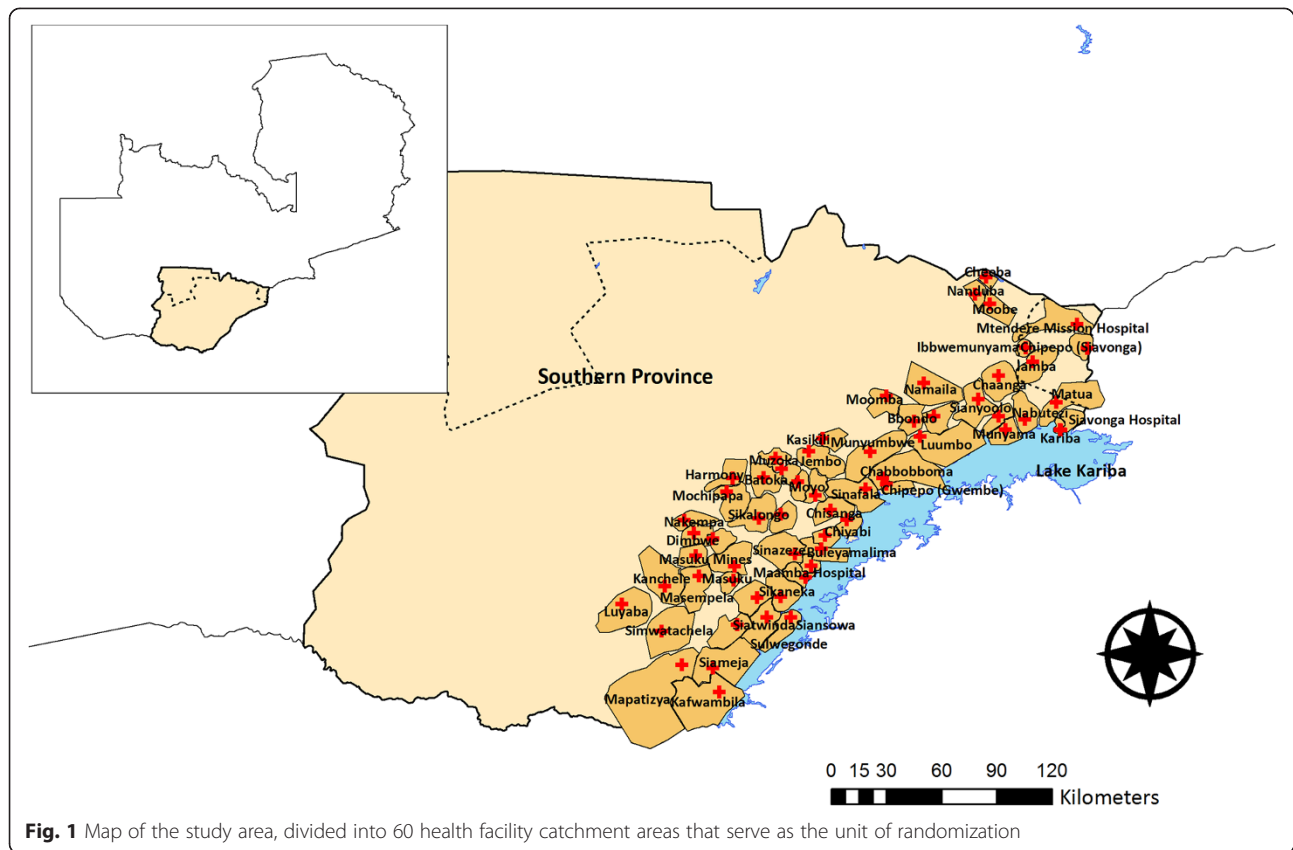 Cheeba
Nanduba
Moobe
Mtendere Mission Hospital
Ibbwemunyama Chipepo (Siavonga)
Jamba
Southern Province
Chaanga
Namaila
Matua
Moomba
Sianyoolo
Nabutezi
Bbondo
Siavonga Hospital
Munyama
Kariba
Kasikili
Munyumbwe
Luumbo
Muzoka
Jembo
Lake Kariba
Chabbobboma
Harmony
Batoka
Moyo
Chipepo (Gwembe)
Mochipapa
Sinafala
Sikalongo
Chisanga
Nakempa
Chiyabi
Dimbwe
Sinazeze
Buleyamalima
Masuku Mines
Maamba Hospital
Kanchele
Masuku
Sikaneka
Masempela
Luyaba
Siatwinda
Siansowa
Simwatachela
Sulwegonde
Siameja
Mapatizya
Kafwambila
0 15 30 60 90 120
Kilometers
Fig. 1 Map of the study area, divided into 60 health facility catchment areas that serve as the unit of randomization